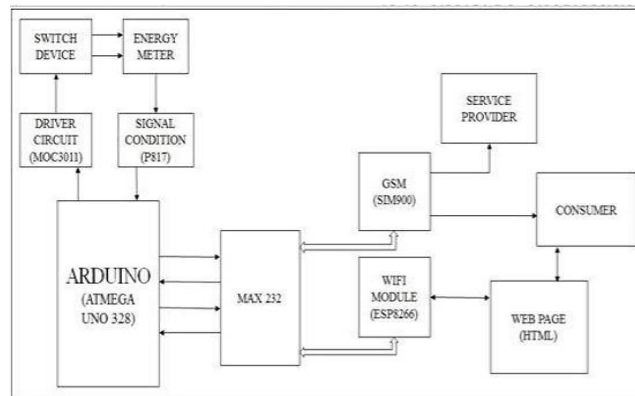 SWITCH
DEVICE
ENERGY
METER
DRIVER
CIRCUIT
(MOC3011)
SIGNAL
CONDITION
(P817)
SERVICE
PROVIDER
GSM
(SIM900)
CONSUMER
ARDUINO
(ATMEGA
UNO 328)
MAX 232
WIFI
MODULE
(ESP8266)
WEB PAGE
(HTML)